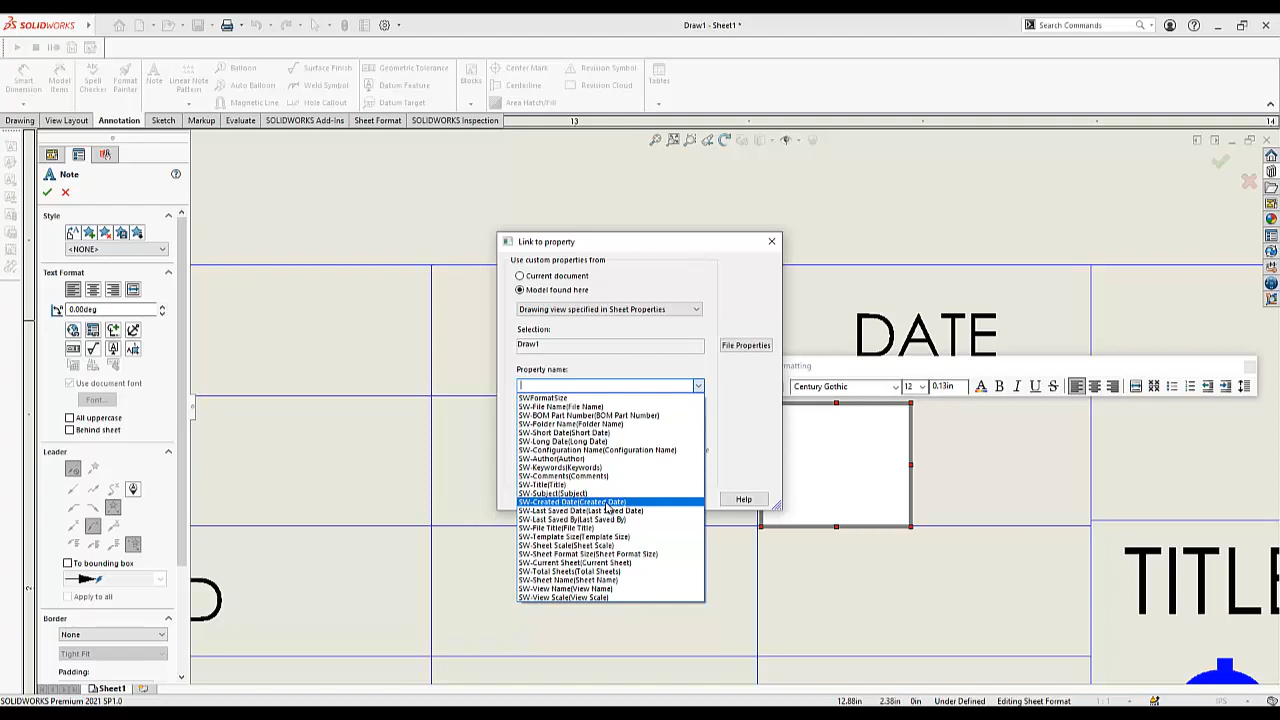 SOLIDWORKS
Draw1 - Sheet1 *
Search Commands
Smart Dimension
Model Items
Spell Checker
Format Painter
Note
Linear Note Pattern
Balloon
Auto Balloon
Magnetic Line
Surface Finish
Weld Symbol
Hole Callout
Geometric Tolerance
Datum Feature
Datum Target
Blocks
Center Mark
Centerline
Area Hatch/Fill
Revision Symbol
Revision Cloud
Tables
Drawing
View Layout
Annotation
Sketch
Markup
Evaluate
SOLIDWORKS Add-Ins
Sheet Format
SOLIDWORKS Inspection
13
14
Note
Style
<NONE>
Text Format
0.00deg
Use document font
Font...
All uppercase
Behind sheet
Leader
To bounding box
Apply to all
Border
None
Tight Fit
Padding:
Link to property
Use custom properties from
Current document
Model found here
Drawing view specified in Sheet Properties
Selection:
Draw1
File Properties
Property name:
SWFormatSize
SW-File Name(File Name)
SW-BOM Part Number(BOM Part Number)
SW-Folder Name(Folder Name)
SW-Short Date(Short Date)
SW-Long Date(Long Date)
SW-Configuration Name(Configuration Name)
SW-Author(Author)
SW-Keywords(Keywords)
SW-Comments(Comments)
SW-Title(Title)
SW-Subject(Subject)
SW-Created Date(Created Date)
SW-Last Saved Date(Last Saved Date)
SW-Last Saved By(Last Saved By)
SW-File Title(File Title)
SW-Template Size(Template Size)
SW-Sheet Scale(Sheet Scale)
SW-Sheet Format Size(Sheet Format Size)
SW-Current Sheet(Current Sheet)
SW-Total Sheets(Total Sheets)
SW-Sheet Name(Sheet Name)
SW-View Name(View Name)
SW-View Scale(View Scale)
Help
DATE
matting
Century Gothic
12
0.13in
B I U S
D
TITLE
Sheet1
SOLIDWORKS Premium 2021 SP1.0
12.88in
2.38in
0in
Under Defined
Editing Sheet Format
1 : 1
IPS